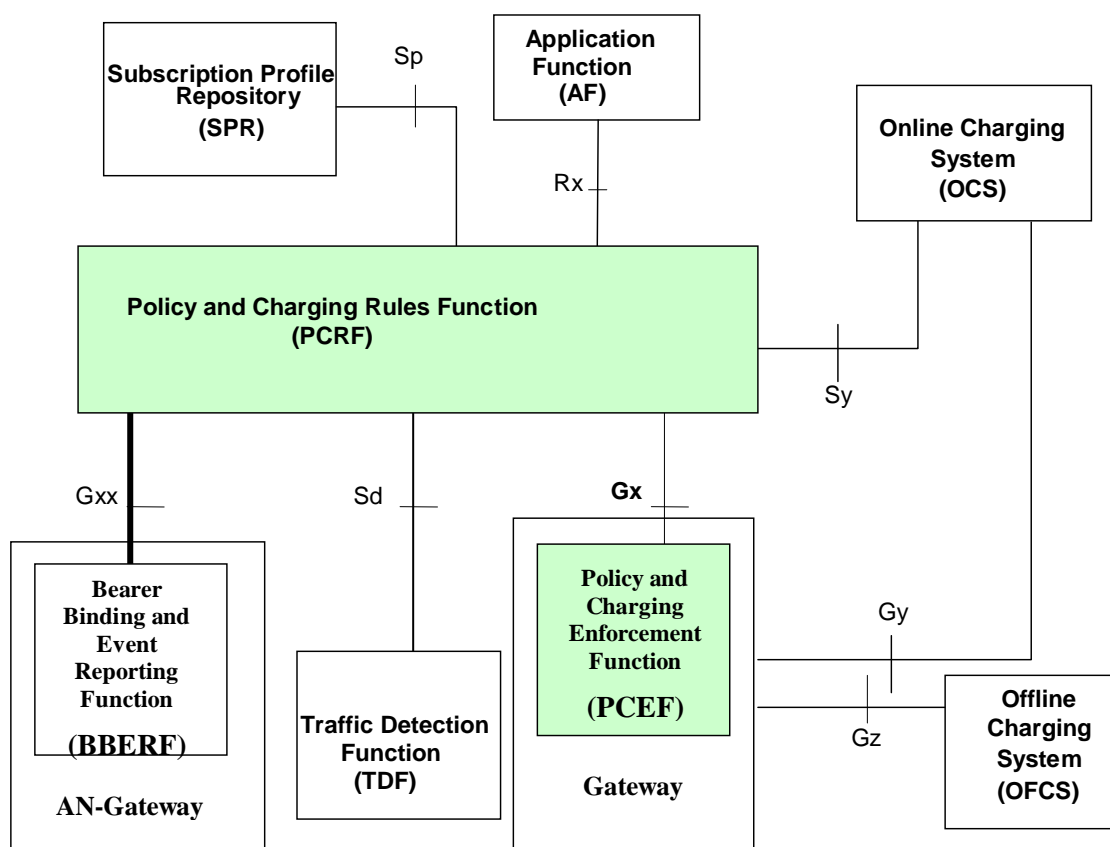 Subscription Profile
Repository
(SPR)
Sp
Application
Function
(AF)
Online Charging
System
(OCS)
Rx
Policy and Charging Rules Function
(PCRF)
Sy
Gxx
Sd
Gx
Bearer
Binding and
Event
Reporting
Function
(BBERF)
AN-Gateway
Traffic Detection
Function
(TDF)
Policy and
Charging
Enforcement
Function
(PCEF)
Gateway
Gy
Gz
Offline
Charging
System
(OFCS)